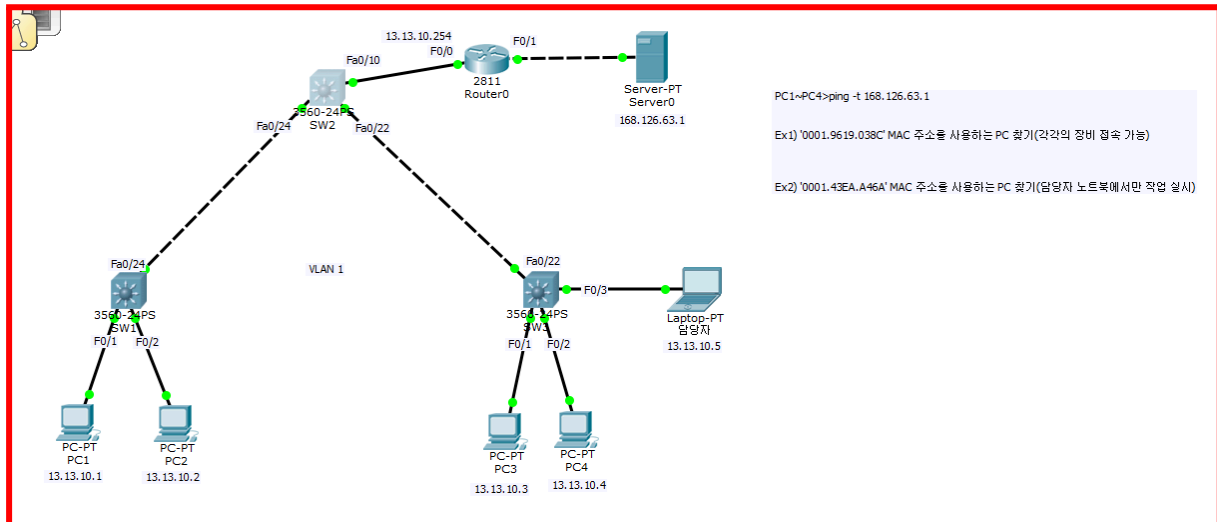 13.13.10.254
F0/0
F0/1
Fa0/10
2811
Router0
Server-PT
Server0
168.126.63.1
3560-24PS
SW2
Fa0/24
Fa0/22
PC1~PC4>ping -t 168.126.63.1
Ex1) '0001.9619.038C' MAC 주소를 사용하는 PC 찾기(각각의 장비 접속 가능)
Ex2) '0001.43EA.A46A' MAC 주소를 사용하는 PC 찾기(담당자 노트북에서만 작업 실시)
VLAN 1
Fa0/24
3560-24PS
SW1
F0/1
F0/2
PC-PT
PC1
13.13.10.1
PC-PT
PC2
13.13.10.2
Fa0/22
3560-24PS
SW3
F0/3
Laptop-PT
담당자
13.13.10.5
F0/1
F0/2
PC-PT
PC3
13.13.10.3
PC-PT
PC4
13.13.10.4